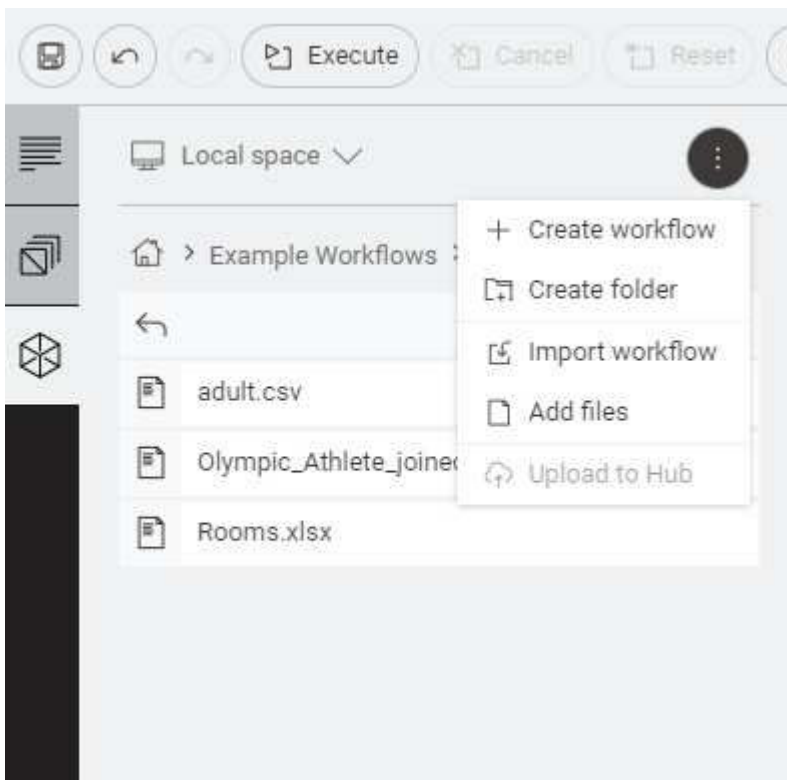 Execute Cancel Reset
Local space
Create workflow
> Example Workflows
Create folder
Import workflow
adult.csv
Add files
Olympic_Athlete_joined
Upload to Hub
Rooms.xlsx